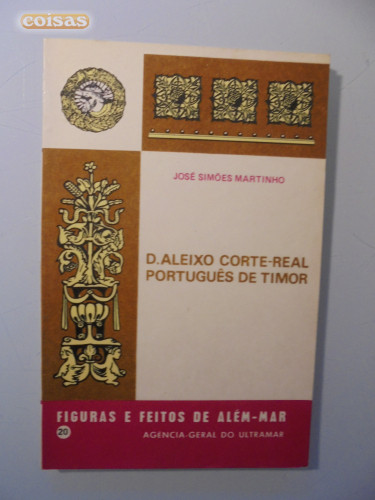 coisas
JOSÉ SIMÕES MARTINHO
D. ALEIXO CORTE-REAL
PORTUGUÊS DE TIMOR
FIGURAS E FEITOS DE ALÉM-MAR
20
AGÊNCIA-GERAL DO ULTRAMAR